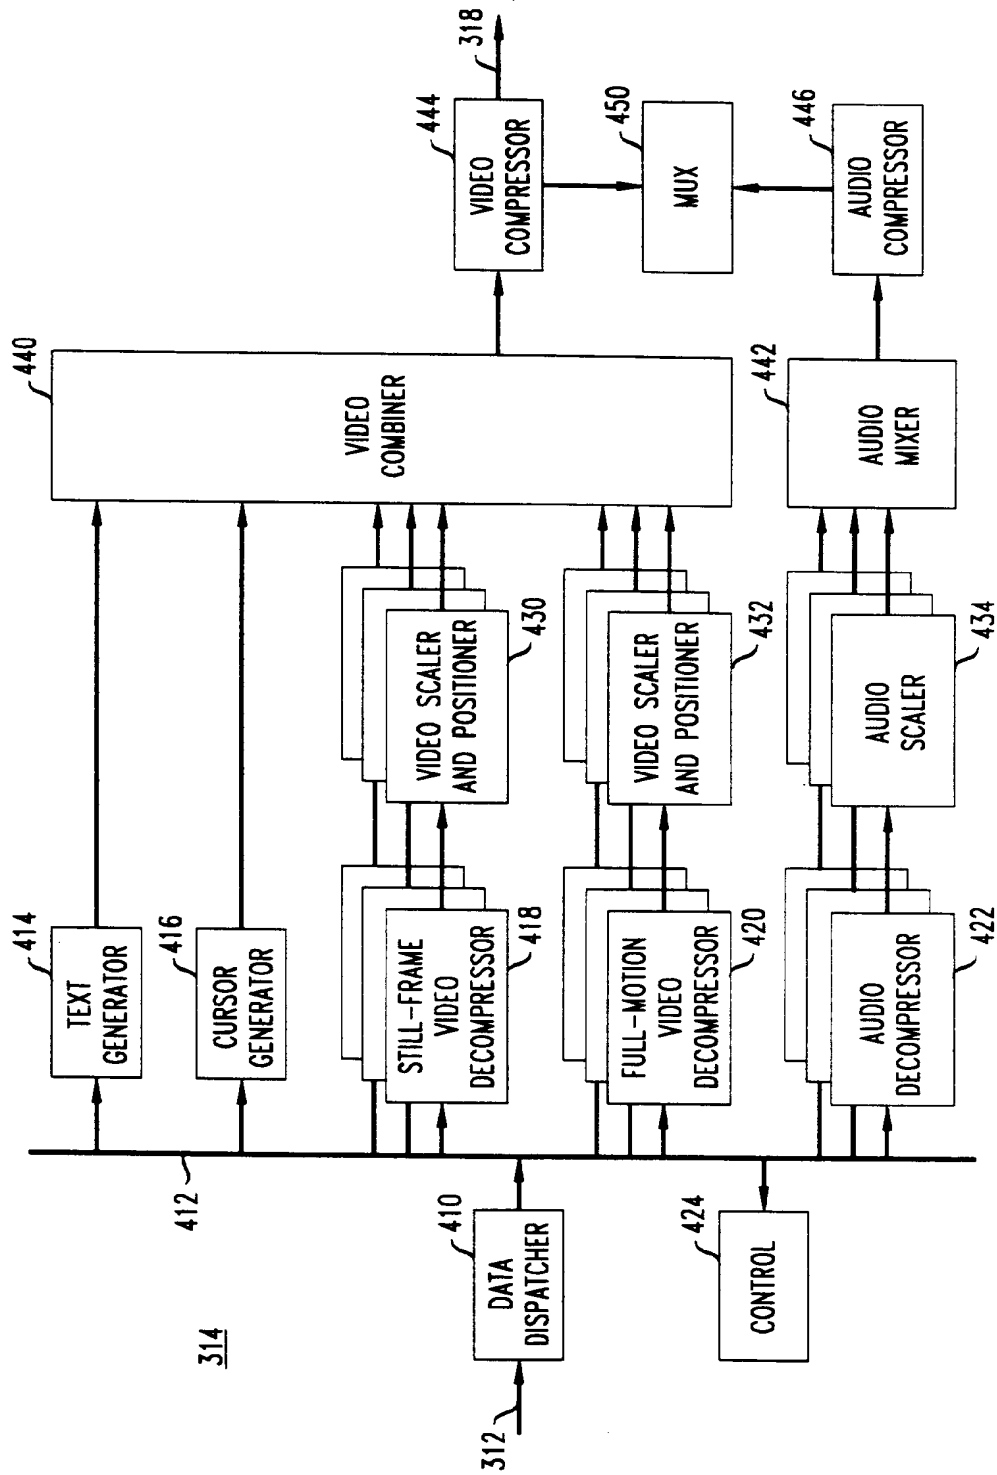 314
312
DATA
DISPATCHER
410
412
CONTROL
424
TEXT
GENERATOR
414
CURSOR
GENERATOR
416
STILL-FRAME
VIDEO
DECOMPRESSOR
418
VIDEO SCALER
AND POSITIONER
430
FULL-MOTION
VIDEO
DECOMPRESSOR
420
VIDEO SCALER
AND POSITIONER
432
AUDIO
DECOMPRESSOR
422
AUDIO
SCALER
434
VIDEO
COMBINER
440
AUDIO
MIXER
442
VIDEO
COMPRESSOR
444
318
MUX
450
AUDIO
COMPRESSOR
446